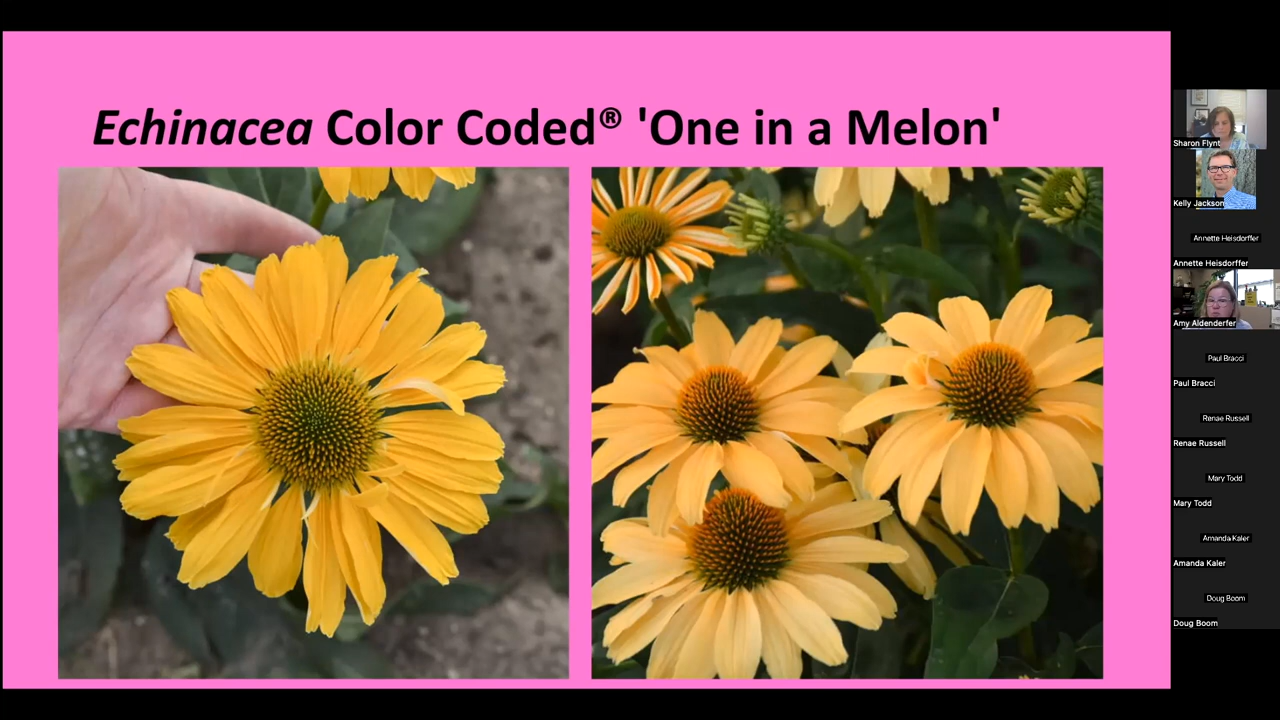 Echinacea Color Coded® 'One in a Melon'
Sharon Flynt
Kelly Jackson
Annette Heisdorffer
Annette Heisdorffer
Amy Aldenderfer
Paul Bracci
Paul Bracci
Renae Russell
Renae Russell
Mary Todd
Mary Todd
Amanda Kaler
Amanda Kaler
Doug Boom
Doug Boom